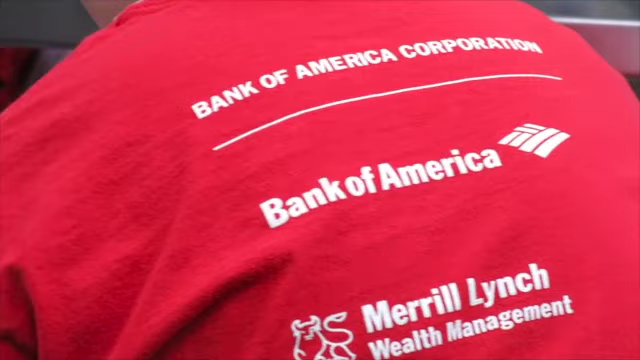 BANK OF AMERICA CORPORATION
Bank of America
Merrill Lynch
Wealth Management